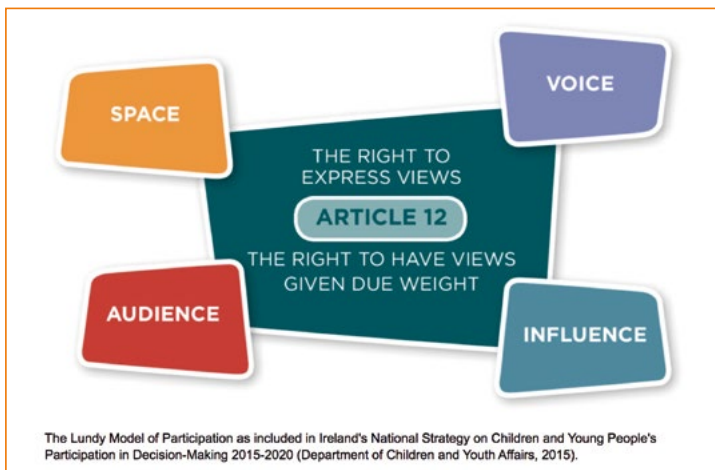 SPACE
VOICE
THE RIGHT TO
EXPRESS VIEWS
ARTICLE 12
THE RIGHT TO HAVE VIEWS
GIVEN DUE WEIGHT
AUDIENCE
INFLUENCE
The Lundy Model of Participation as included in Ireland's National Strategy on Children and Young People's
Participation in Decision-Making 2015-2020 (Department of Children and Youth Affairs, 2015).